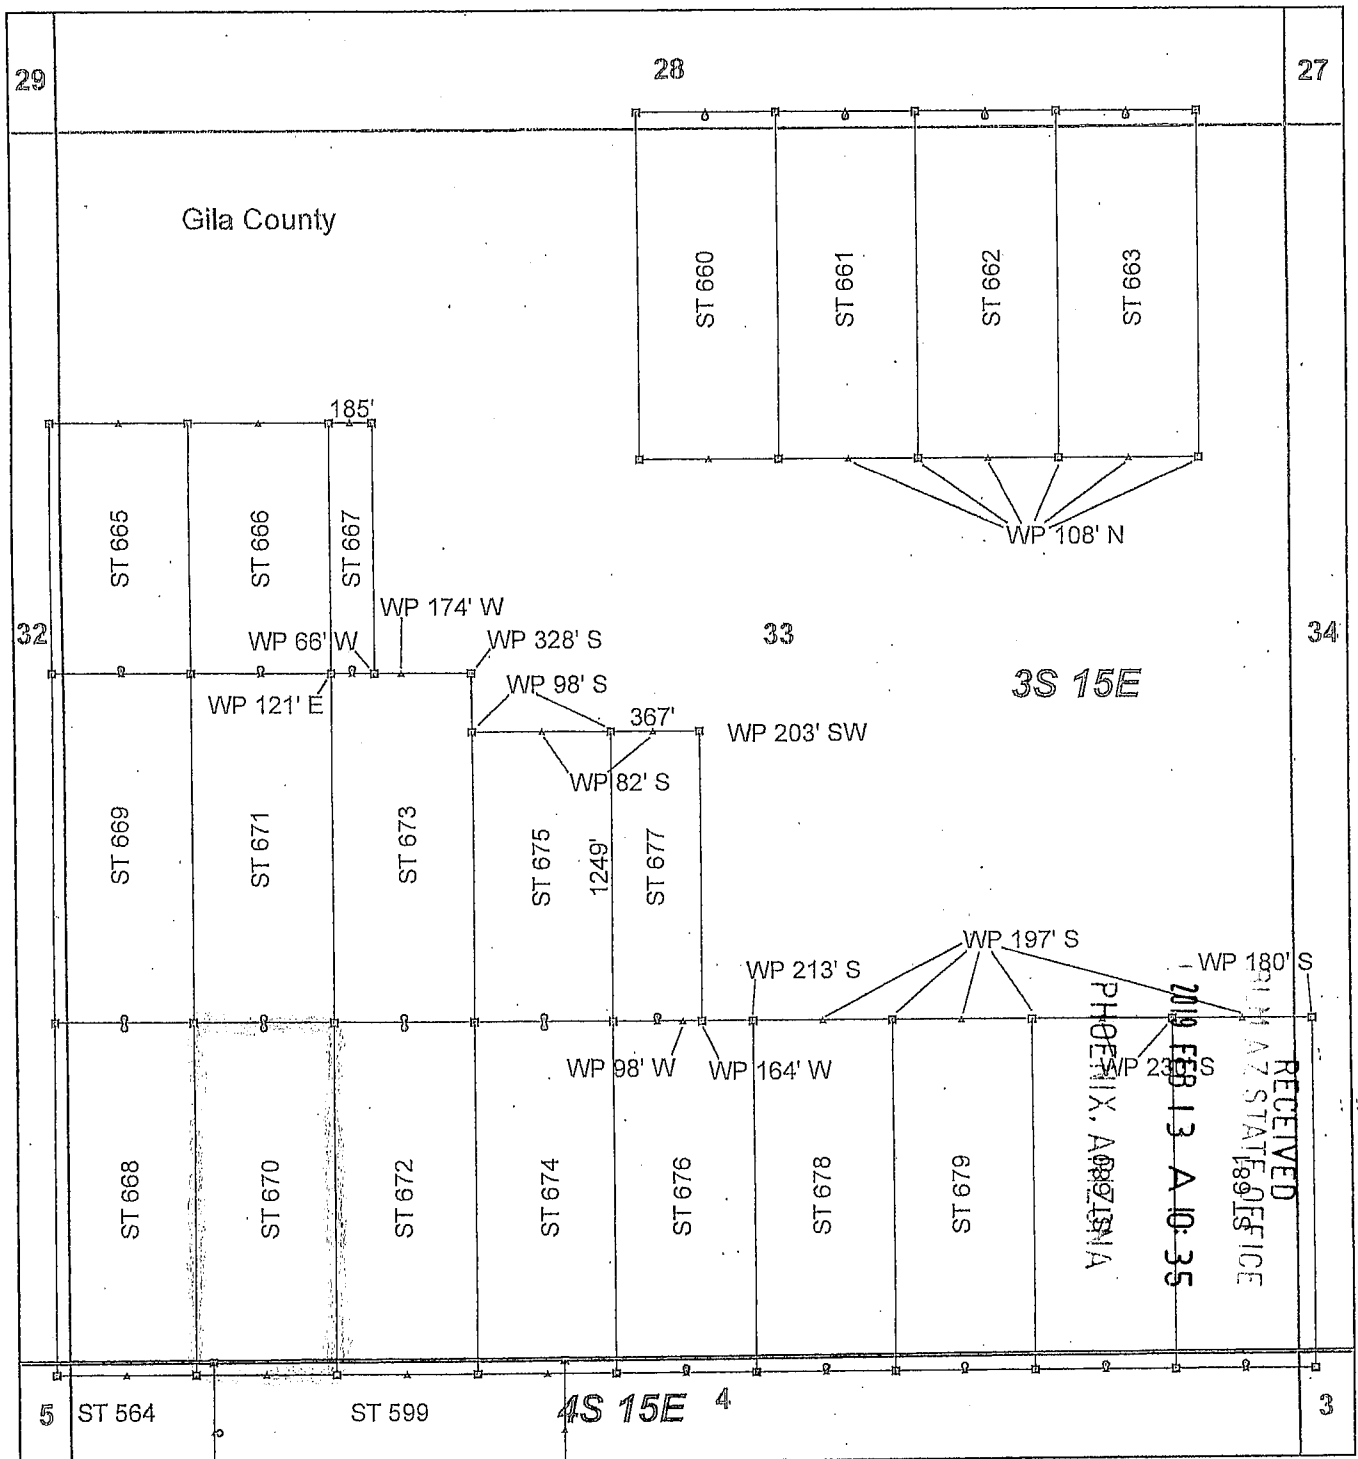 29
28
27
Gila County
ST 660
ST 661
ST 662
ST 663
185'
WP 108' N
ST 665
ST 666
ST 667
WP 174' W
32
WP 66' W
WP 328' S
33
34
WP 98' S
3S 15E
WP 121' E
367'
WP 203' SW
WP 82' S
ST 669
ST 671
ST 673
ST 675
1249'
ST 677
WP 197' S
WP 213' S
WP 180' S
WP 98' W
WP 164' W
RECEIVED
BLM AZ STATE OFFICE
2019 FEB 13 A 10:35
PHOENIX, ARIZONA
ST 668
ST 670
ST 672
ST 674
ST 676
ST 678
ST 679
5
ST 564
ST 599
4S 15E
4
3